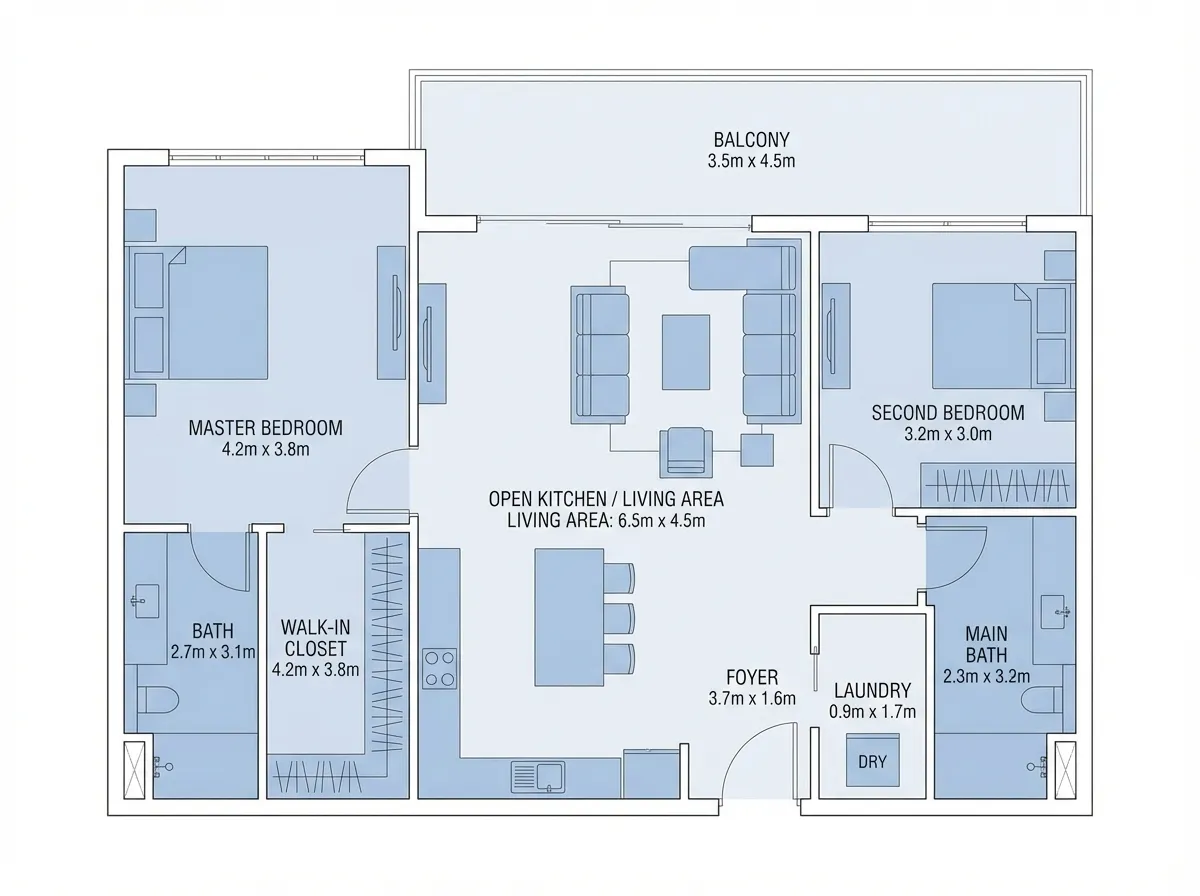 BALCONY
3.5m x 4.5m
MASTER BEDROOM
4.2m x 3.8m
SECOND BEDROOM
3.2m x 3.0m
OPEN KITCHEN / LIVING AREA
LIVING AREA: 6.5m x 4.5m
BATH
2.7m x 3.1m
WALK-IN
CLOSET
4.2m x 3.8m
FOYER
3.7m x 1.6m
LAUNDRY
0.9m x 1.7m
DRY
MAIN
BATH
2.3m x 3.2m